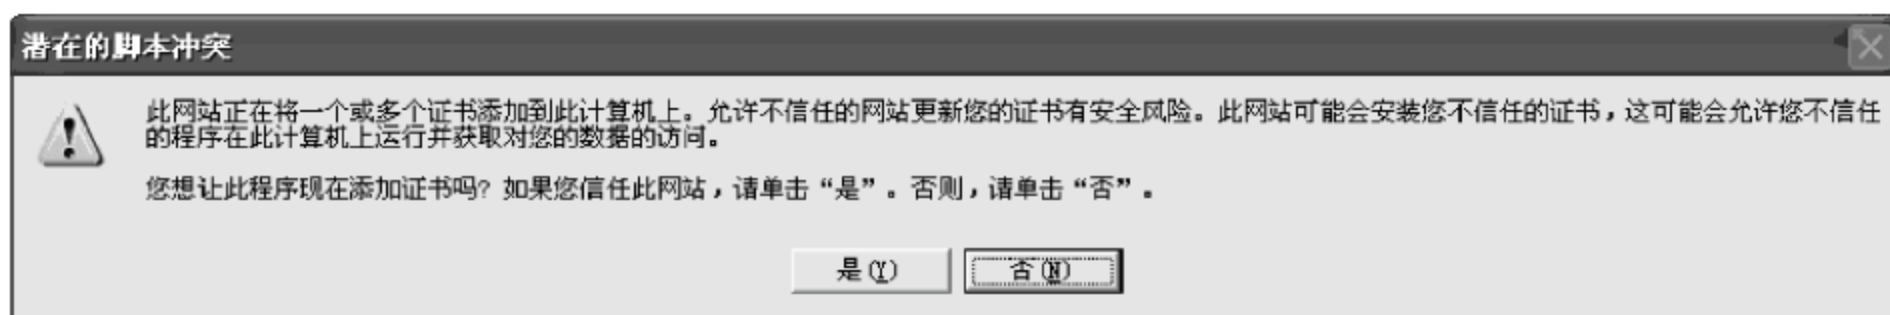 潜在的脚本冲突
此网站正在将一个或多个证书添加到此计算机上。允许不信任的网站更新您的证书有安全风险。此网站可能会安装您不信任的证书，这可能会允许您不信任
的程序在此计算机上运行并获取对您的数据的访问。
您想让此程序现在添加证书吗？如果您信任此网站，请单击“是”。否则，请单击“否”。
是(Y) 否(N)